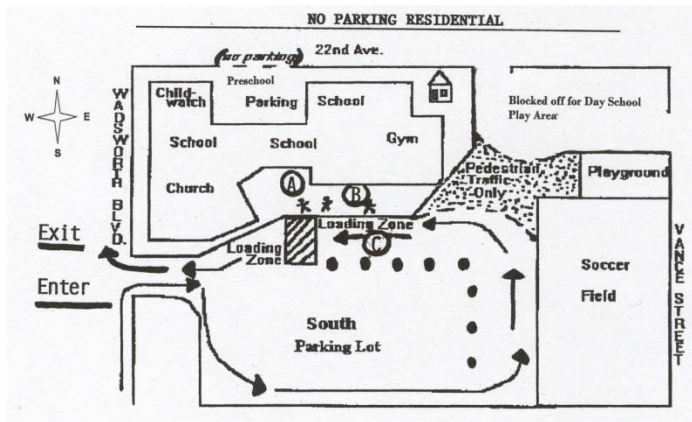 NO PARKING RESIDENTIAL
(no parking)
22nd Ave.
N
W
E
S
WADSWORTH BLVD.
Child-
watch
Preschool
Parking
School
Blocked off for Day School
Play Area
School
School
Gym
Church
A
B
Pedestrian
Traffic
Only
Playground
Loading Zone
C
Exit
Loading
Zone
Enter
VANCE STREET
Soccer
Field
South
Parking Lot